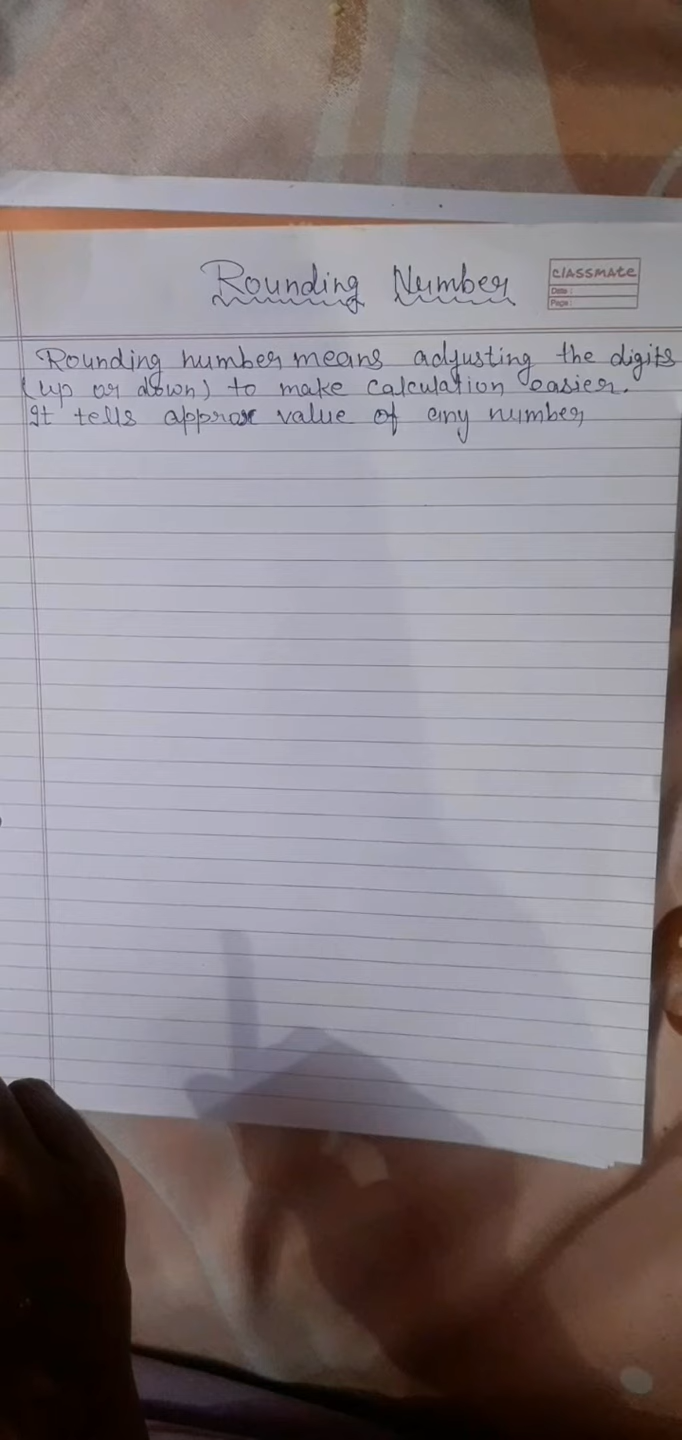 Rounding Number
CLASSMATE
Date :
Page :
Rounding number means adjusting the digits
(up or down) to make calculation easier.
It tells approx value of any number